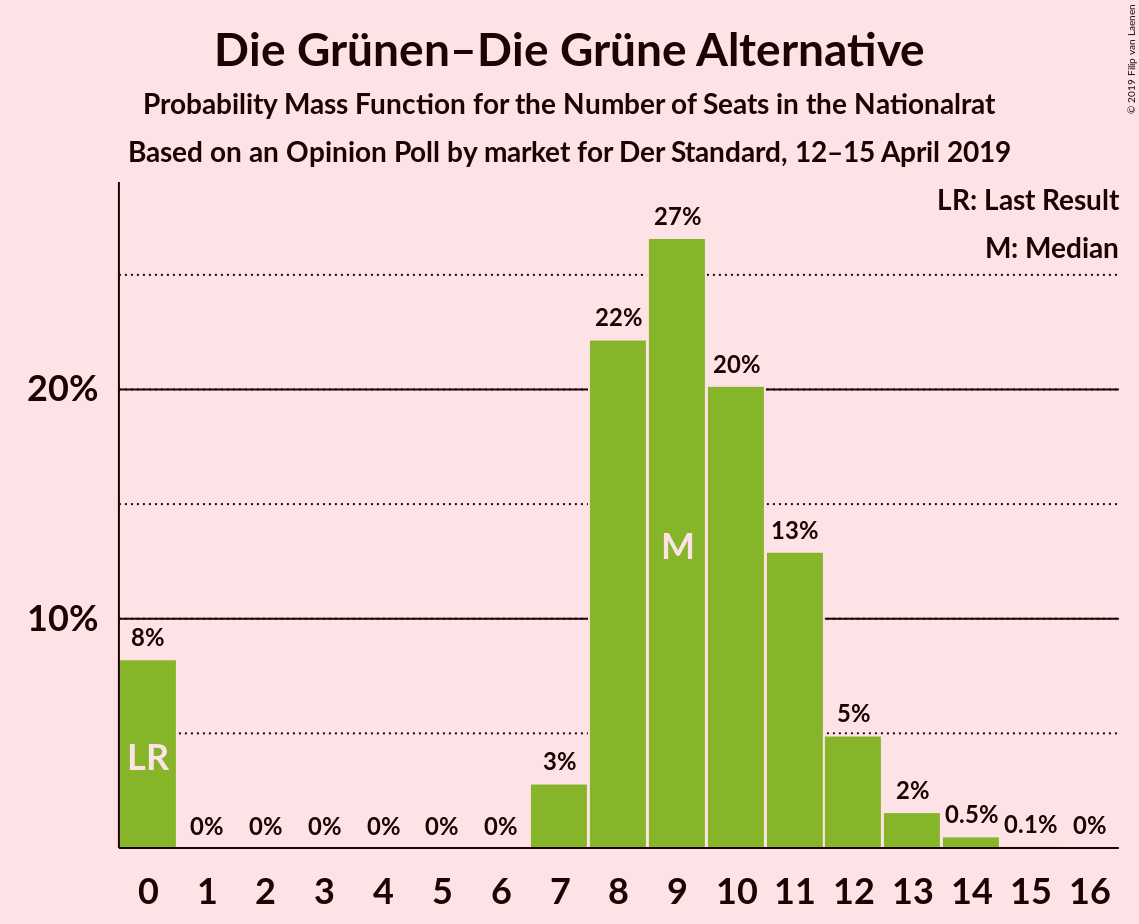 Die Grünen–Die Grüne Alternative
Probability Mass Function for the Number of Seats in the Nationalrat
Based on an Opinion Poll by market for Der Standard, 12–15 April 2019
© 2019 Filip van Laenen
LR: Last Result
M: Median
20%
10%
8%
0%
0%
0%
0%
0%
0%
3%
22%
27%
20%
13%
5%
2%
0.5%
0.1%
0%
LR
M
0 1 2 3 4 5 6 7 8 9 10 11 12 13 14 15 16